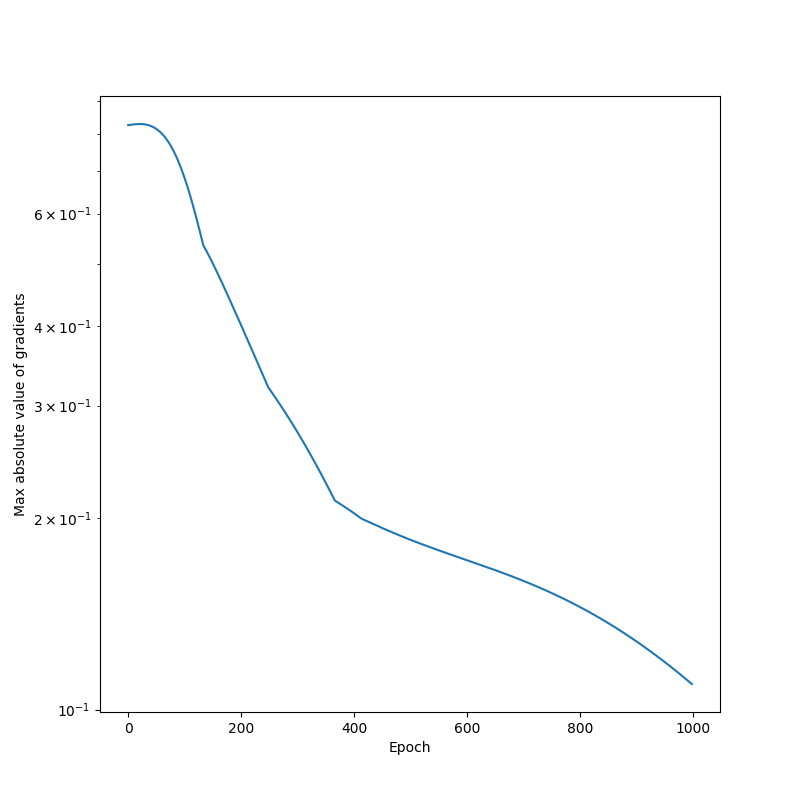 Max absolute value of gradients
6 × 10⁻¹
4 × 10⁻¹
3 × 10⁻¹
2 × 10⁻¹
10⁻¹
0 200 400 600 800 1000
Epoch